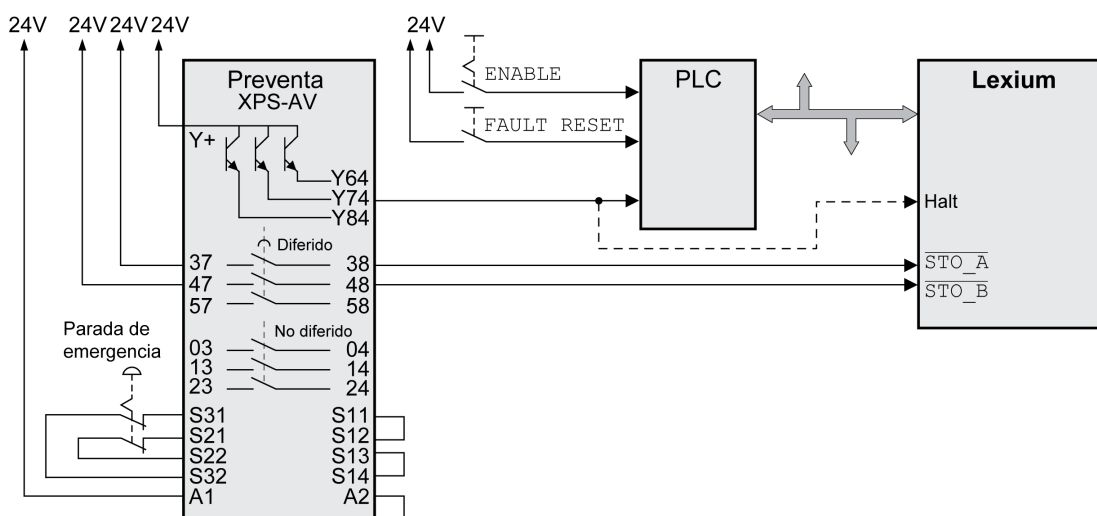 24V
24V
24V
24V
24V
Preventa
XPS-AV
ENABLE
FAULT RESET
PLC
Lexium
Y+
Y64
Y74
Y84
Halt
Diferido
37
38
STO_A
47
48
STO_B
57
58
Parada de
emergencia
No diferido
03
04
13
14
23
24
S31
S11
S21
S12
S22
S13
S32
S14
A1
A2